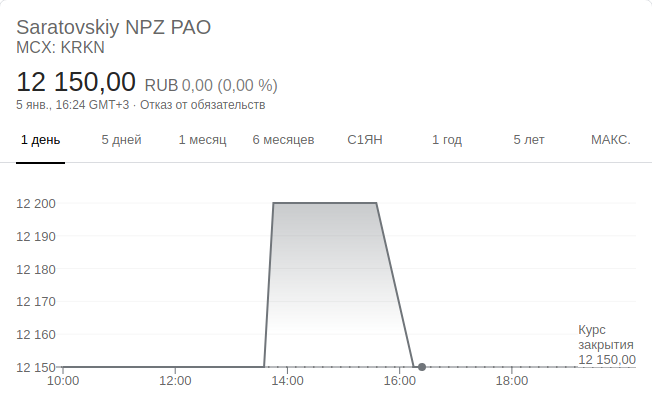 Saratovskiy NPZ PAO
MCX: KRKN
12 150,00 RUB 0,00 (0,00 %)
5 янв., 16:24 GMT+3 · Отказ от обязательств
1 день 5 дней 1 месяц 6 месяцев С1ЯН 1 год 5 лет МАКС.
12 200
12 190
12 180
12 170
12 160
12 150
Курс
закрытия
12 150,00
10:00 12:00 14:00 16:00 18:00